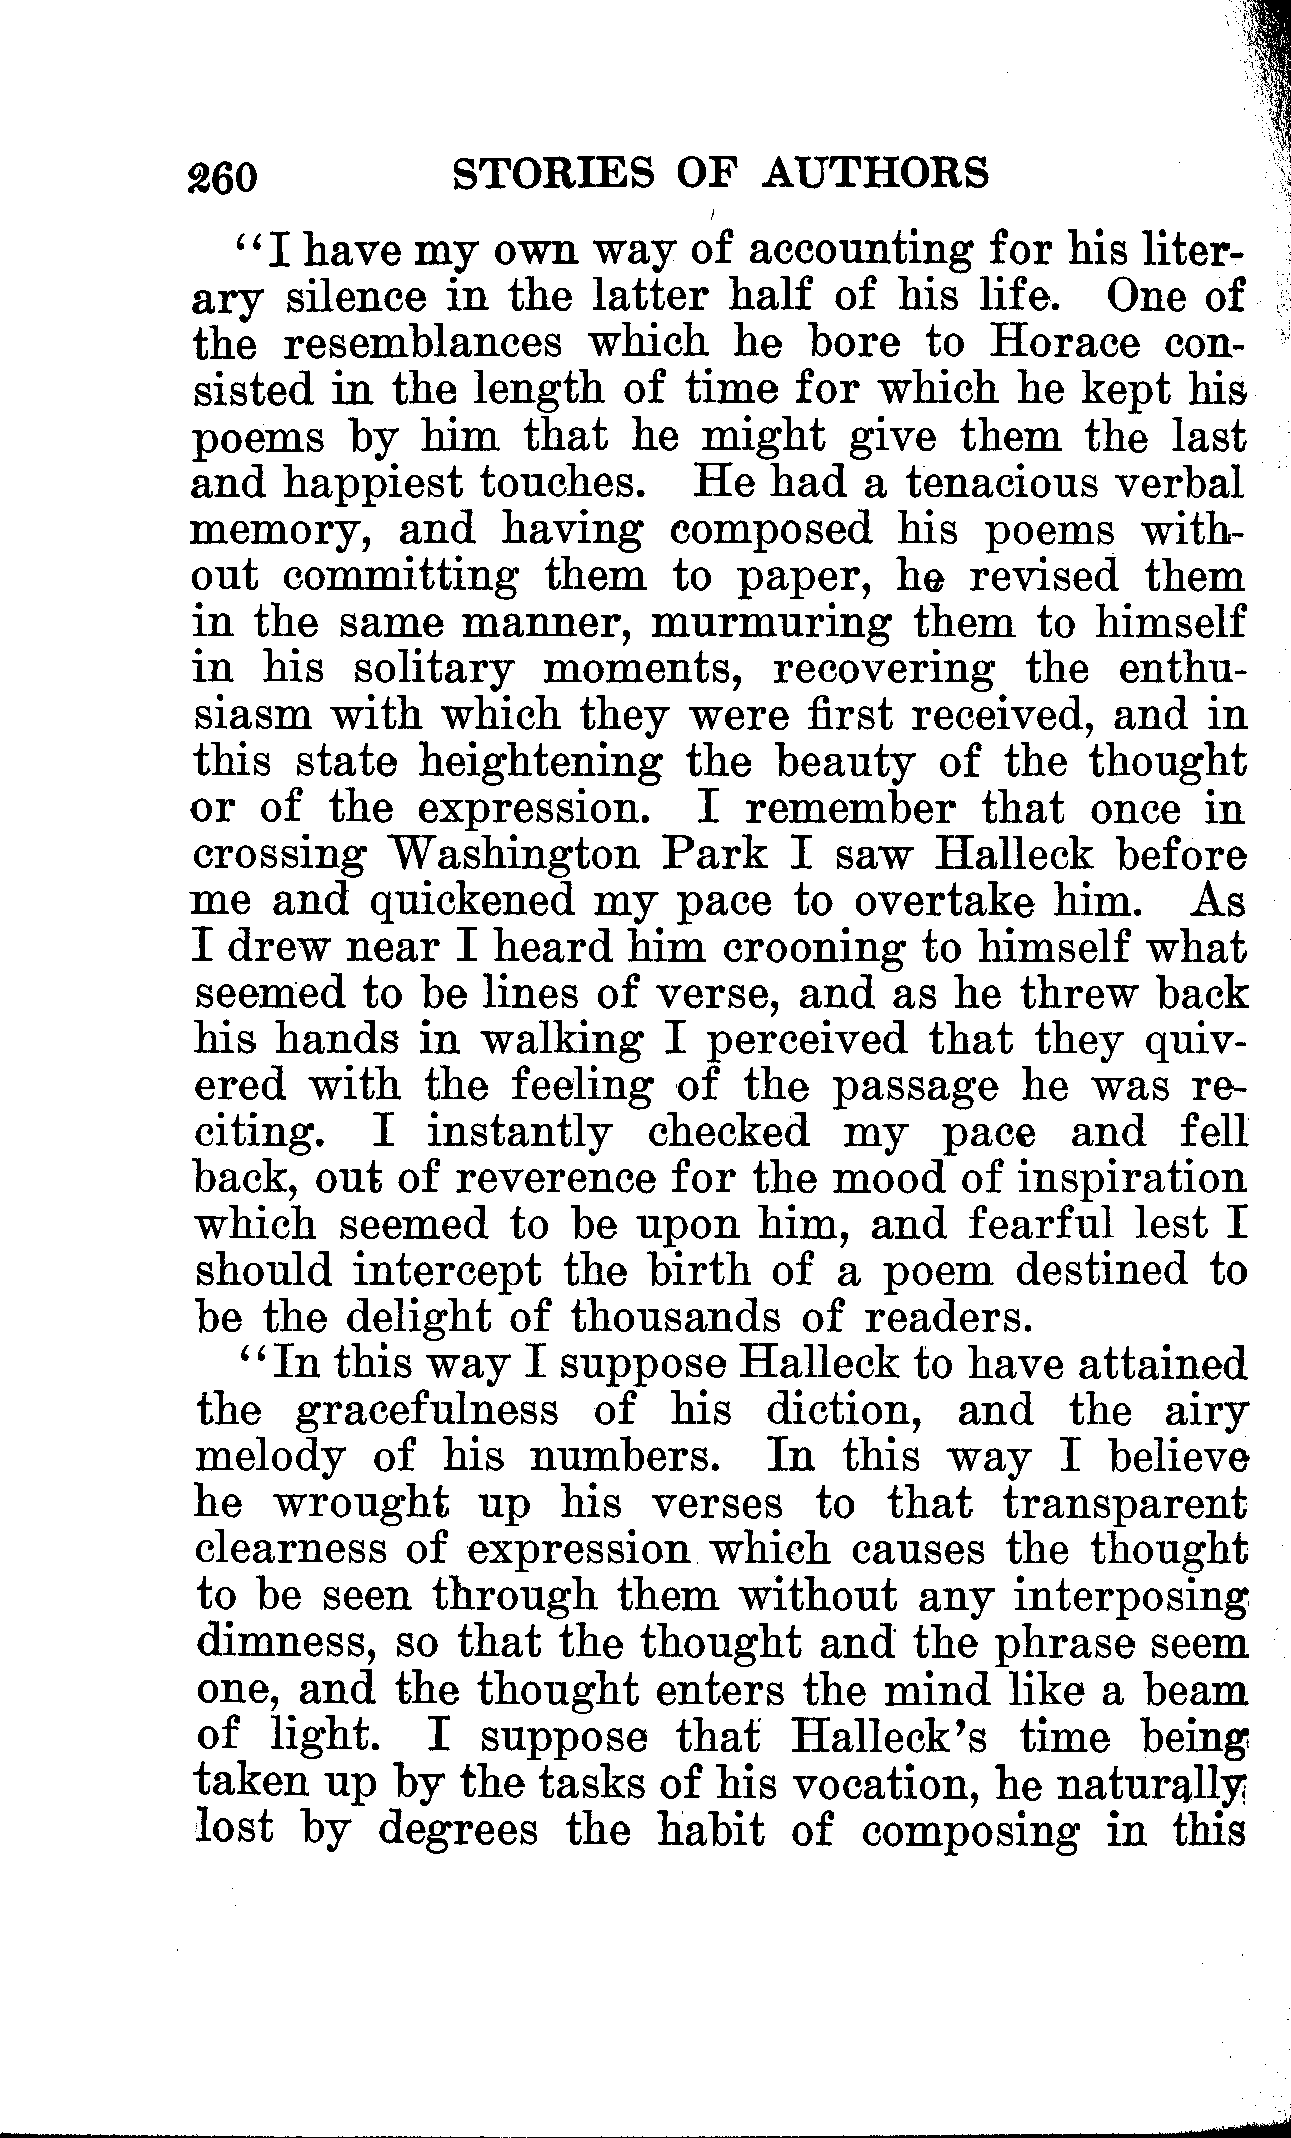 260 STORIES OF AUTHORS
“I have my own way of accounting for his liter-
ary silence in the latter half of his life. One of
the resemblances which he bore to Horace con-
sisted in the length of time for which he kept his
poems by him that he might give them the last
and happiest touches. He had a tenacious verbal
memory, and having composed his poems with-
out committing them to paper, he revised them
in the same manner, murmuring them to himself
in his solitary moments, recovering the enthu-
siasm with which they were first received, and in
this state heightening the beauty of the thought
or of the expression. I remember that once in
crossing Washington Park I saw Halleck before
me and quickened my pace to overtake him. As
I drew near I heard him crooning to himself what
seemed to be lines of verse, and as he threw back
his hands in walking I perceived that they quiv-
ered with the feeling of the passage he was re-
citing. I instantly checked my pace and fell
back, out of reverence for the mood of inspiration
which seemed to be upon him, and fearful lest I
should intercept the birth of a poem destined to
be the delight of thousands of readers.
“In this way I suppose Halleck to have attained
the gracefulness of his diction, and the airy
melody of his numbers. In this way I believe
he wrought up his verses to that transparent
clearness of expression which causes the thought
to be seen through them without any interposing
dimness, so that the thought and the phrase seem
one, and the thought enters the mind like a beam
of light. I suppose that Halleck's time being
taken up by the tasks of his vocation, he naturally
lost by degrees the habit of composing in this